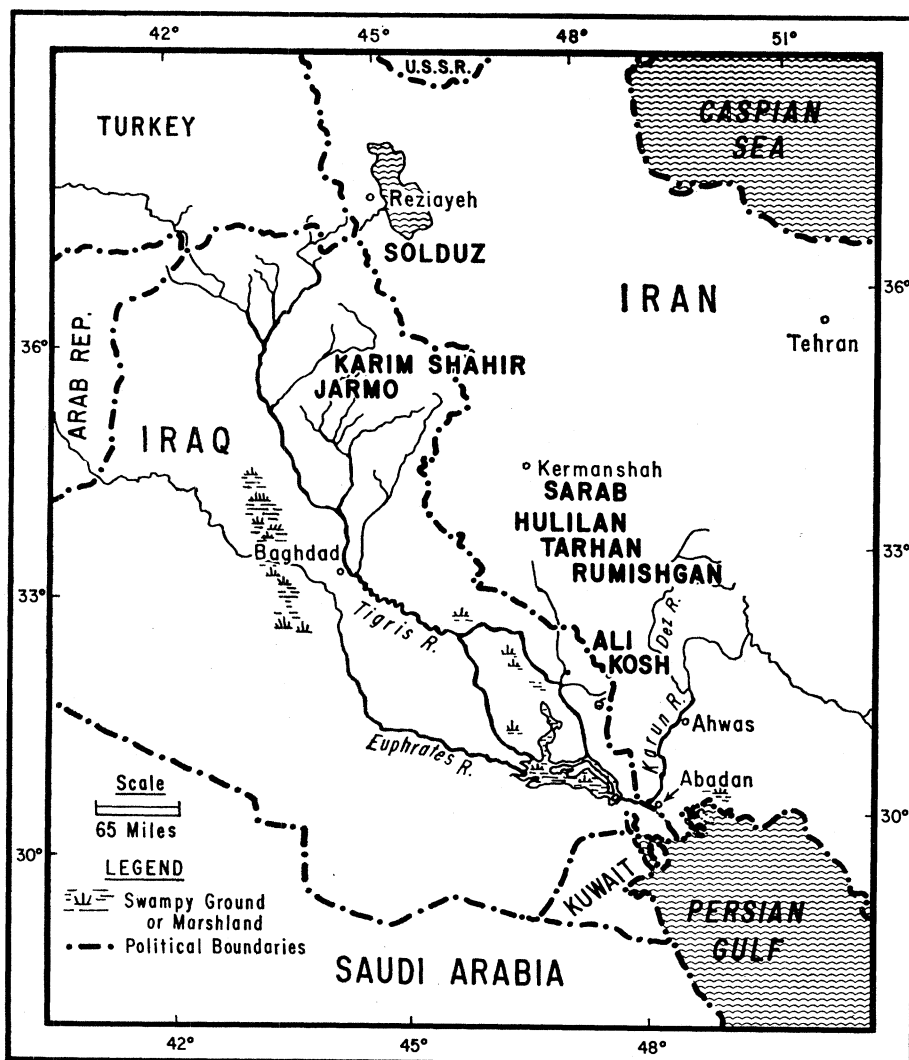 42° 45° 48° 51°
U.S.S.R.
TURKEY
CASPIAN
SEA
Reziayeh
SOLDUZ
36°
IRAN
Tehran
36°
ARAB REP.
KARIM SHAHIR
JARMO
IRAQ
Kermanshah
SARAB
HULILAN
TARHAN
RUMISHGAN
33°
Baghdad
33°
Tigris R.
Dez R.
ALI
KOSH
Karun R.
Ahwas
Euphrates R.
Abadan
Scale
65 Miles
30°
30°
LEGEND
Swampy Ground
or Marshland
Political Boundaries
KUWAIT
PERSIAN
GULF
SAUDI ARABIA
42° 45° 48°